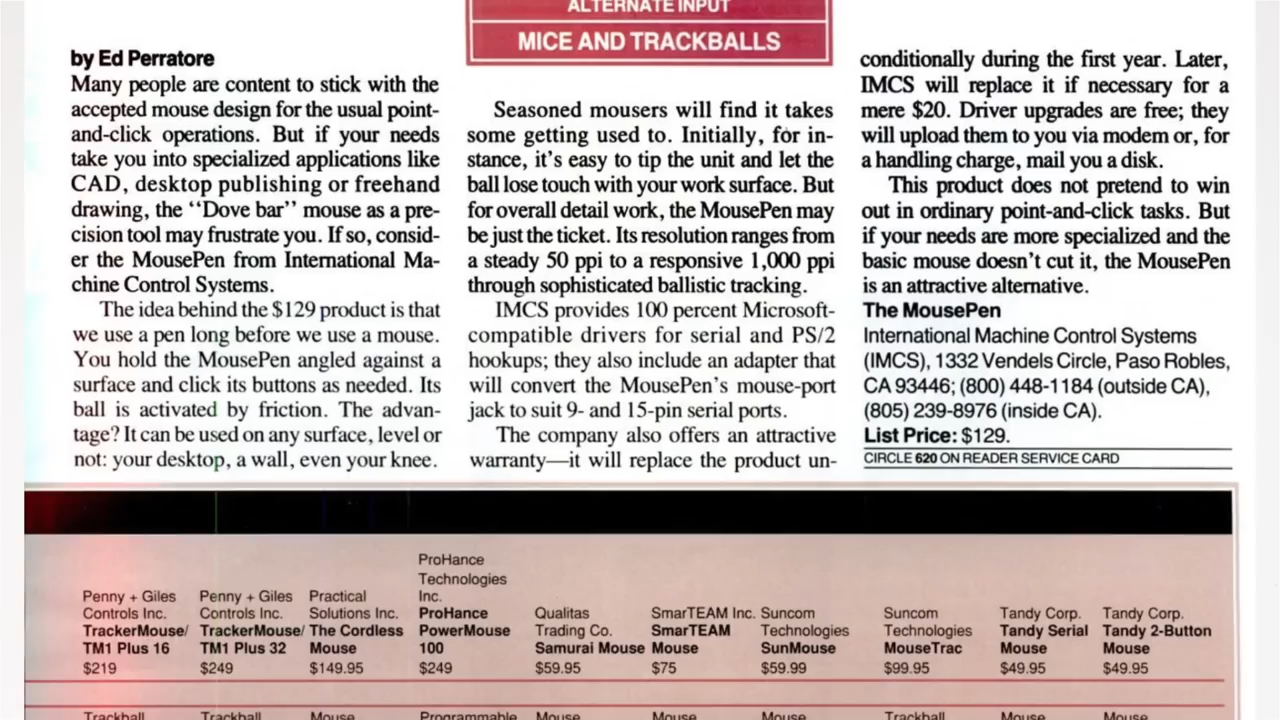 ALTERNATE INPUT
MICE AND TRACKBALLS
by Ed Perratore
Many people are content to stick with the
accepted mouse design for the usual point-
and-click operations. But if your needs
take you into specialized applications like
CAD, desktop publishing or freehand
drawing, the “Dove bar” mouse as a pre-
cision tool may frustrate you. If so, consid-
er the MousePen from International Ma-
chine Control Systems.
The idea behind the $129 product is that
we use a pen long before we use a mouse.
You hold the MousePen angled against a
surface and click its buttons as needed. Its
ball is activated by friction. The advan-
tage? It can be used on any surface, level or
not: your desktop, a wall, even your knee.
Seasoned mousers will find it takes
some getting used to. Initially, for in-
stance, it's easy to tip the unit and let the
ball lose touch with your work surface. But
for overall detail work, the MousePen may
be just the ticket. Its resolution ranges from
a steady 50 ppi to a responsive 1,000 ppi
through sophisticated ballistic tracking.
IMCS provides 100 percent Microsoft-
compatible drivers for serial and PS/2
hookups; they also include an adapter that
will convert the MousePen's mouse-port
jack to suit 9- and 15-pin serial ports.
The company also offers an attractive
warranty—it will replace the product un-
conditionally during the first year. Later,
IMCS will replace it if necessary for a
mere $20. Driver upgrades are free; they
will upload them to you via modem or, for
a handling charge, mail you a disk.
This product does not pretend to win
out in ordinary point-and-click tasks. But
if your needs are more specialized and the
basic mouse doesn't cut it, the MousePen
is an attractive alternative.
The MousePen
International Machine Control Systems
(IMCS), 1332 Vendels Circle, Paso Robles,
CA 93446; (800) 448-1184 (outside CA),
(805) 239-8976 (inside CA).
List Price: $129.
CIRCLE 620 ON READER SERVICE CARD
Penny + Giles
Controls Inc.
TrackerMouse/
TM1 Plus 16
$219
Trackball
Penny + Giles
Controls Inc.
TrackerMouse/
TM1 Plus 32
$249
Trackball
Practical
Solutions Inc.
The Cordless
Mouse
$149.95
Mouse
ProHance
Technologies
Inc.
ProHance
PowerMouse
100
$249
Programmable
Qualitas
Trading Co.
Samurai Mouse
$59.95
Mouse
SmarTEAM Inc.
SmarTEAM
Mouse
$75
Mouse
Suncom
Technologies
SunMouse
$59.99
Mouse
Suncom
Technologies
MouseTrac
$99.95
Trackball
Tandy Corp.
Tandy Serial
Mouse
$49.95
Mouse
Tandy Corp.
Tandy 2-Button
Mouse
$49.95
Mouse